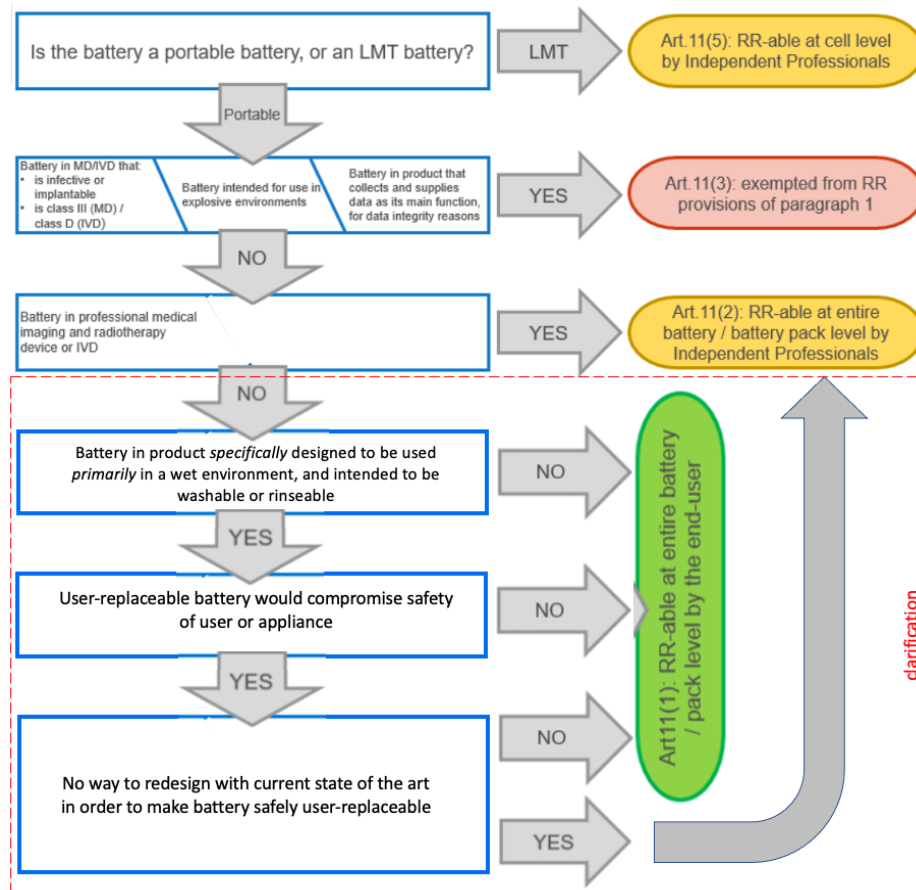 Is the battery a portable battery, or an LMT battery?
LMT
Art.11(5): RR-able at cell level
by Independent Professionals
Portable
Battery in MD/IVD that:
• is infective or
implantable
• is class III (MD) /
class D (IVD)
Battery intended for use in
explosive environments
Battery in product that
collects and supplies
data as its main function,
for data integrity reasons
YES
Art.11(3): exempted from RR
provisions of paragraph 1
NO
Battery in professional medical
imaging and radiotherapy
device or IVD
YES
Art.11(2): RR-able at entire
battery / battery pack level by
Independent Professionals
NO
Battery in product specifically designed to be used
primarily in a wet environment, and intended to be
washable or rinseable
NO
YES
User-replaceable battery would compromise safety
of user or appliance
NO
YES
No way to redesign with current state of the art
in order to make battery safely user-replaceable
NO
YES
Art11(1): RR-able at entire battery
/ pack level by the end-user
clarification